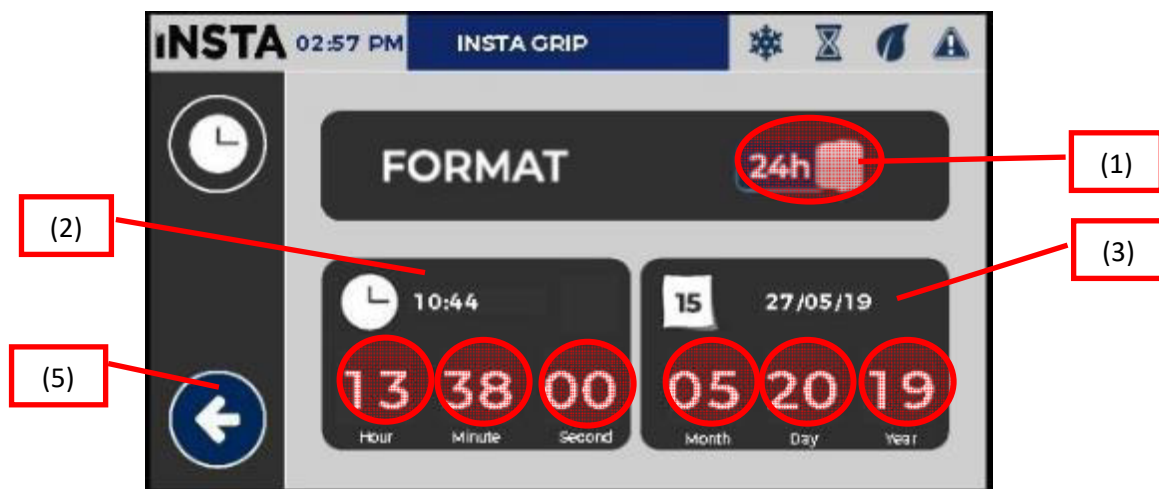 iNSTA 02:57 PM INSTA GRIP
FORMAT 24h
(1)
(2)
(3)
10:44
15 27/05/19
13 38 00 05 20 19
Hour Minute Second Month Day Year
(5)